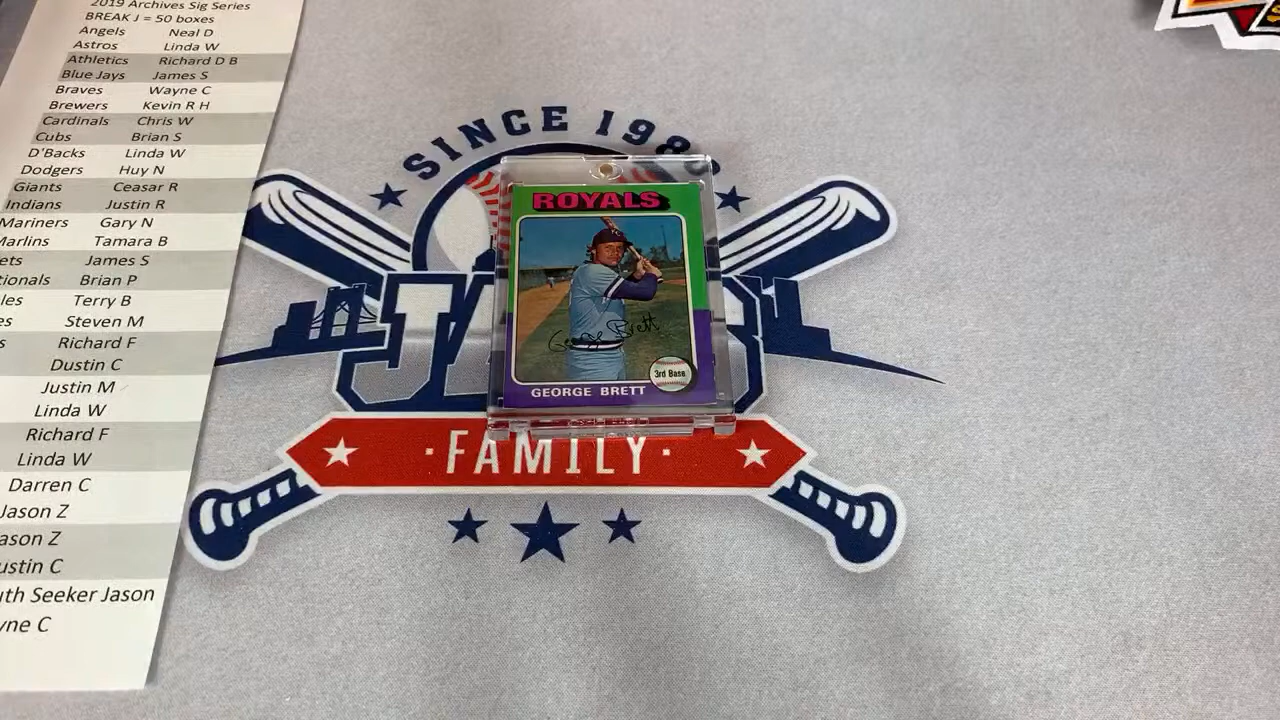 2019 Archives Sig Series
BREAK J = 50 boxes
Angels Neal D
Astros Linda W
Athletics Richard D B
Blue Jays James S
Braves Wayne C
Brewers Kevin R H
Cardinals Chris W
Cubs Brian S
D'Backs Linda W
Dodgers Huy N
Giants Ceasar R
Indians Justin R
Mariners Gary N
Marlins Tamara B
ets James S
tionals Brian P
les Terry B
es Steven M
s Richard F
Dustin C
Justin M
Linda W
Richard F
Linda W
Darren C
Jason Z
ason Z
ustin C
uth Seeker Jason
yne C
SINCE 198
ROYALS
George Brett
3rd Base
GEORGE BRETT
·FAMILY·